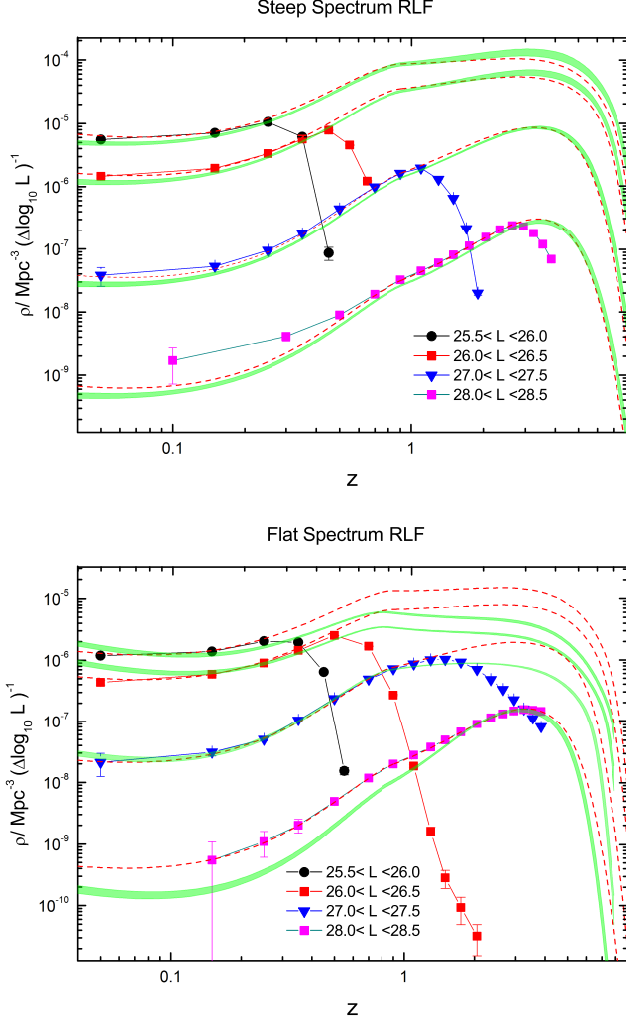 Steep Spectrum RLF
ρ/ Mpc⁻³ (Δlog₁₀ L )⁻¹
10⁻⁴
10⁻⁵
10⁻⁶
10⁻⁷
10⁻⁸
10⁻⁹
25.5< L <26.0
26.0< L <26.5
27.0< L <27.5
28.0< L <28.5
0.1
1
z
Flat Spectrum RLF
ρ/ Mpc⁻³ (Δlog₁₀ L )⁻¹
10⁻⁵
10⁻⁶
10⁻⁷
10⁻⁸
10⁻⁹
10⁻¹⁰
25.5< L <26.0
26.0< L <26.5
27.0< L <27.5
28.0< L <28.5
0.1
1
z